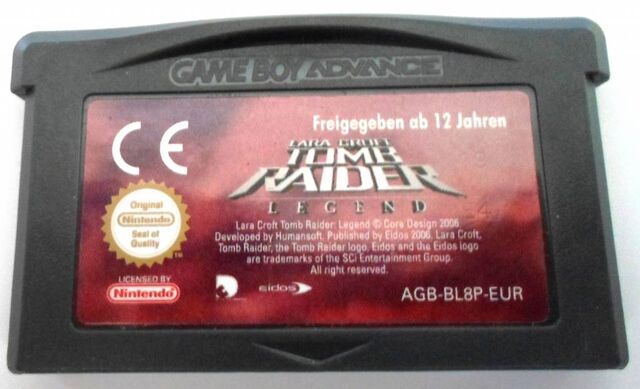 GAME BOY ADVANCE
CE
Freigegeben ab 12 Jahren
LARA CROFT
TOMB
RAIDER
LEGEND
Original
Nintendo
Seal of
Quality
Lara Croft Tomb Raider: Legend © Core Design 2006.
Developed by Humansoft. Published by Eidos 2006. Lara Croft,
Tomb Raider, the Tomb Raider logo. Eidos and the Eidos logo
are trademarks of the SCi Entertainment Group.
All right reserved.
LICENSED BY
Nintendo
eidos
AGB-BL8P-EUR